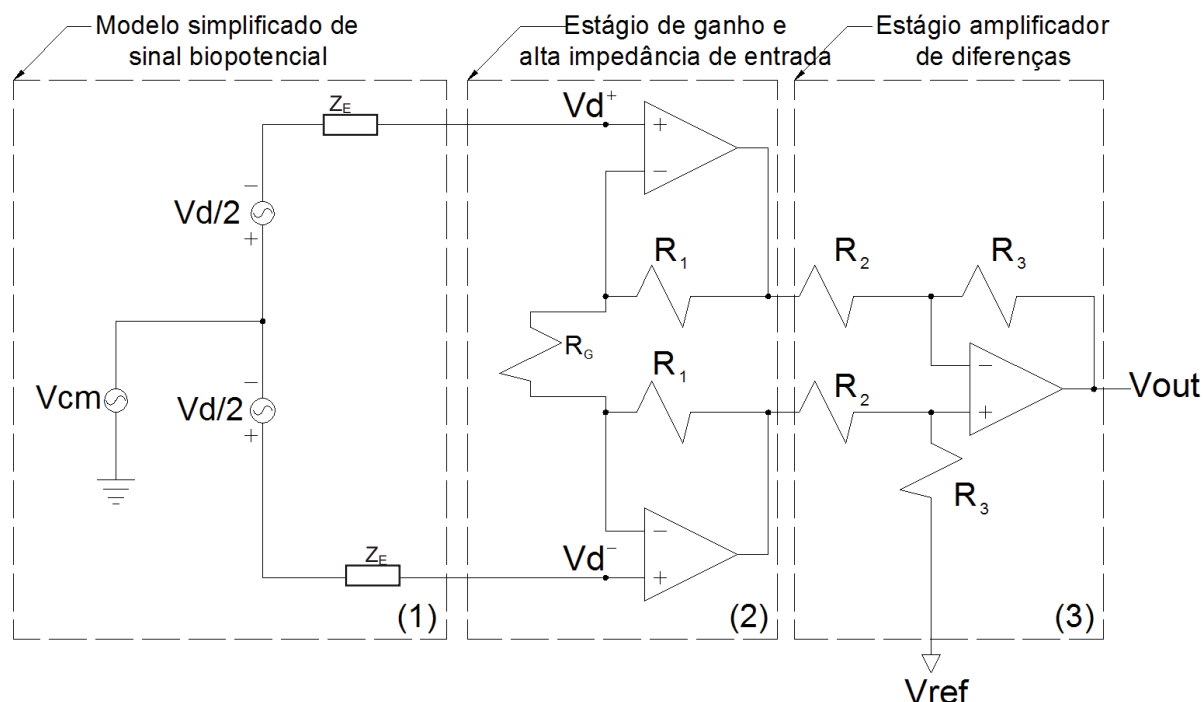 Modelo simplificado de
sinal biopotencial
Estágio de ganho e
alta impedância de entrada
Estágio amplificador
de diferenças
Z_E
Vd⁺
+
−
−
Vd/2
+
R₁
R₂
R₃
R_G
−
Vcm
Vd/2
+
R₁
R₂
−
+
Vout
R₃
−
+
Z_E
Vd⁻
(1)
(2)
(3)
Vref